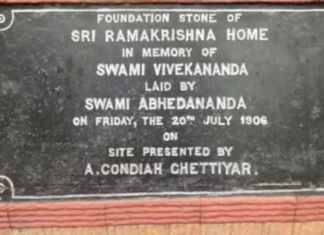 FOUNDATION STONE OF
SRI RAMAKRISHNA HOME
IN MEMORY OF
SWAMI VIVEKANANDA
LAID BY
SWAMI ABHEDANANDA
ON FRIDAY, THE 20TH JULY 1906
ON
SITE PRESENTED BY
A.CONDIAH CHETTIYAR.